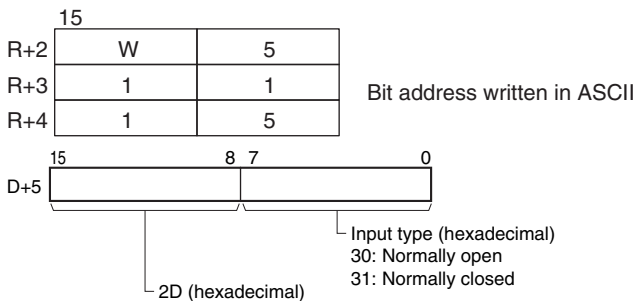 15
R+2 W 5
R+3 1 1
R+4 1 5
Bit address written in ASCII
15 8 7 0
D+5
Input type (hexadecimal)
30: Normally open
31: Normally closed
2D (hexadecimal)